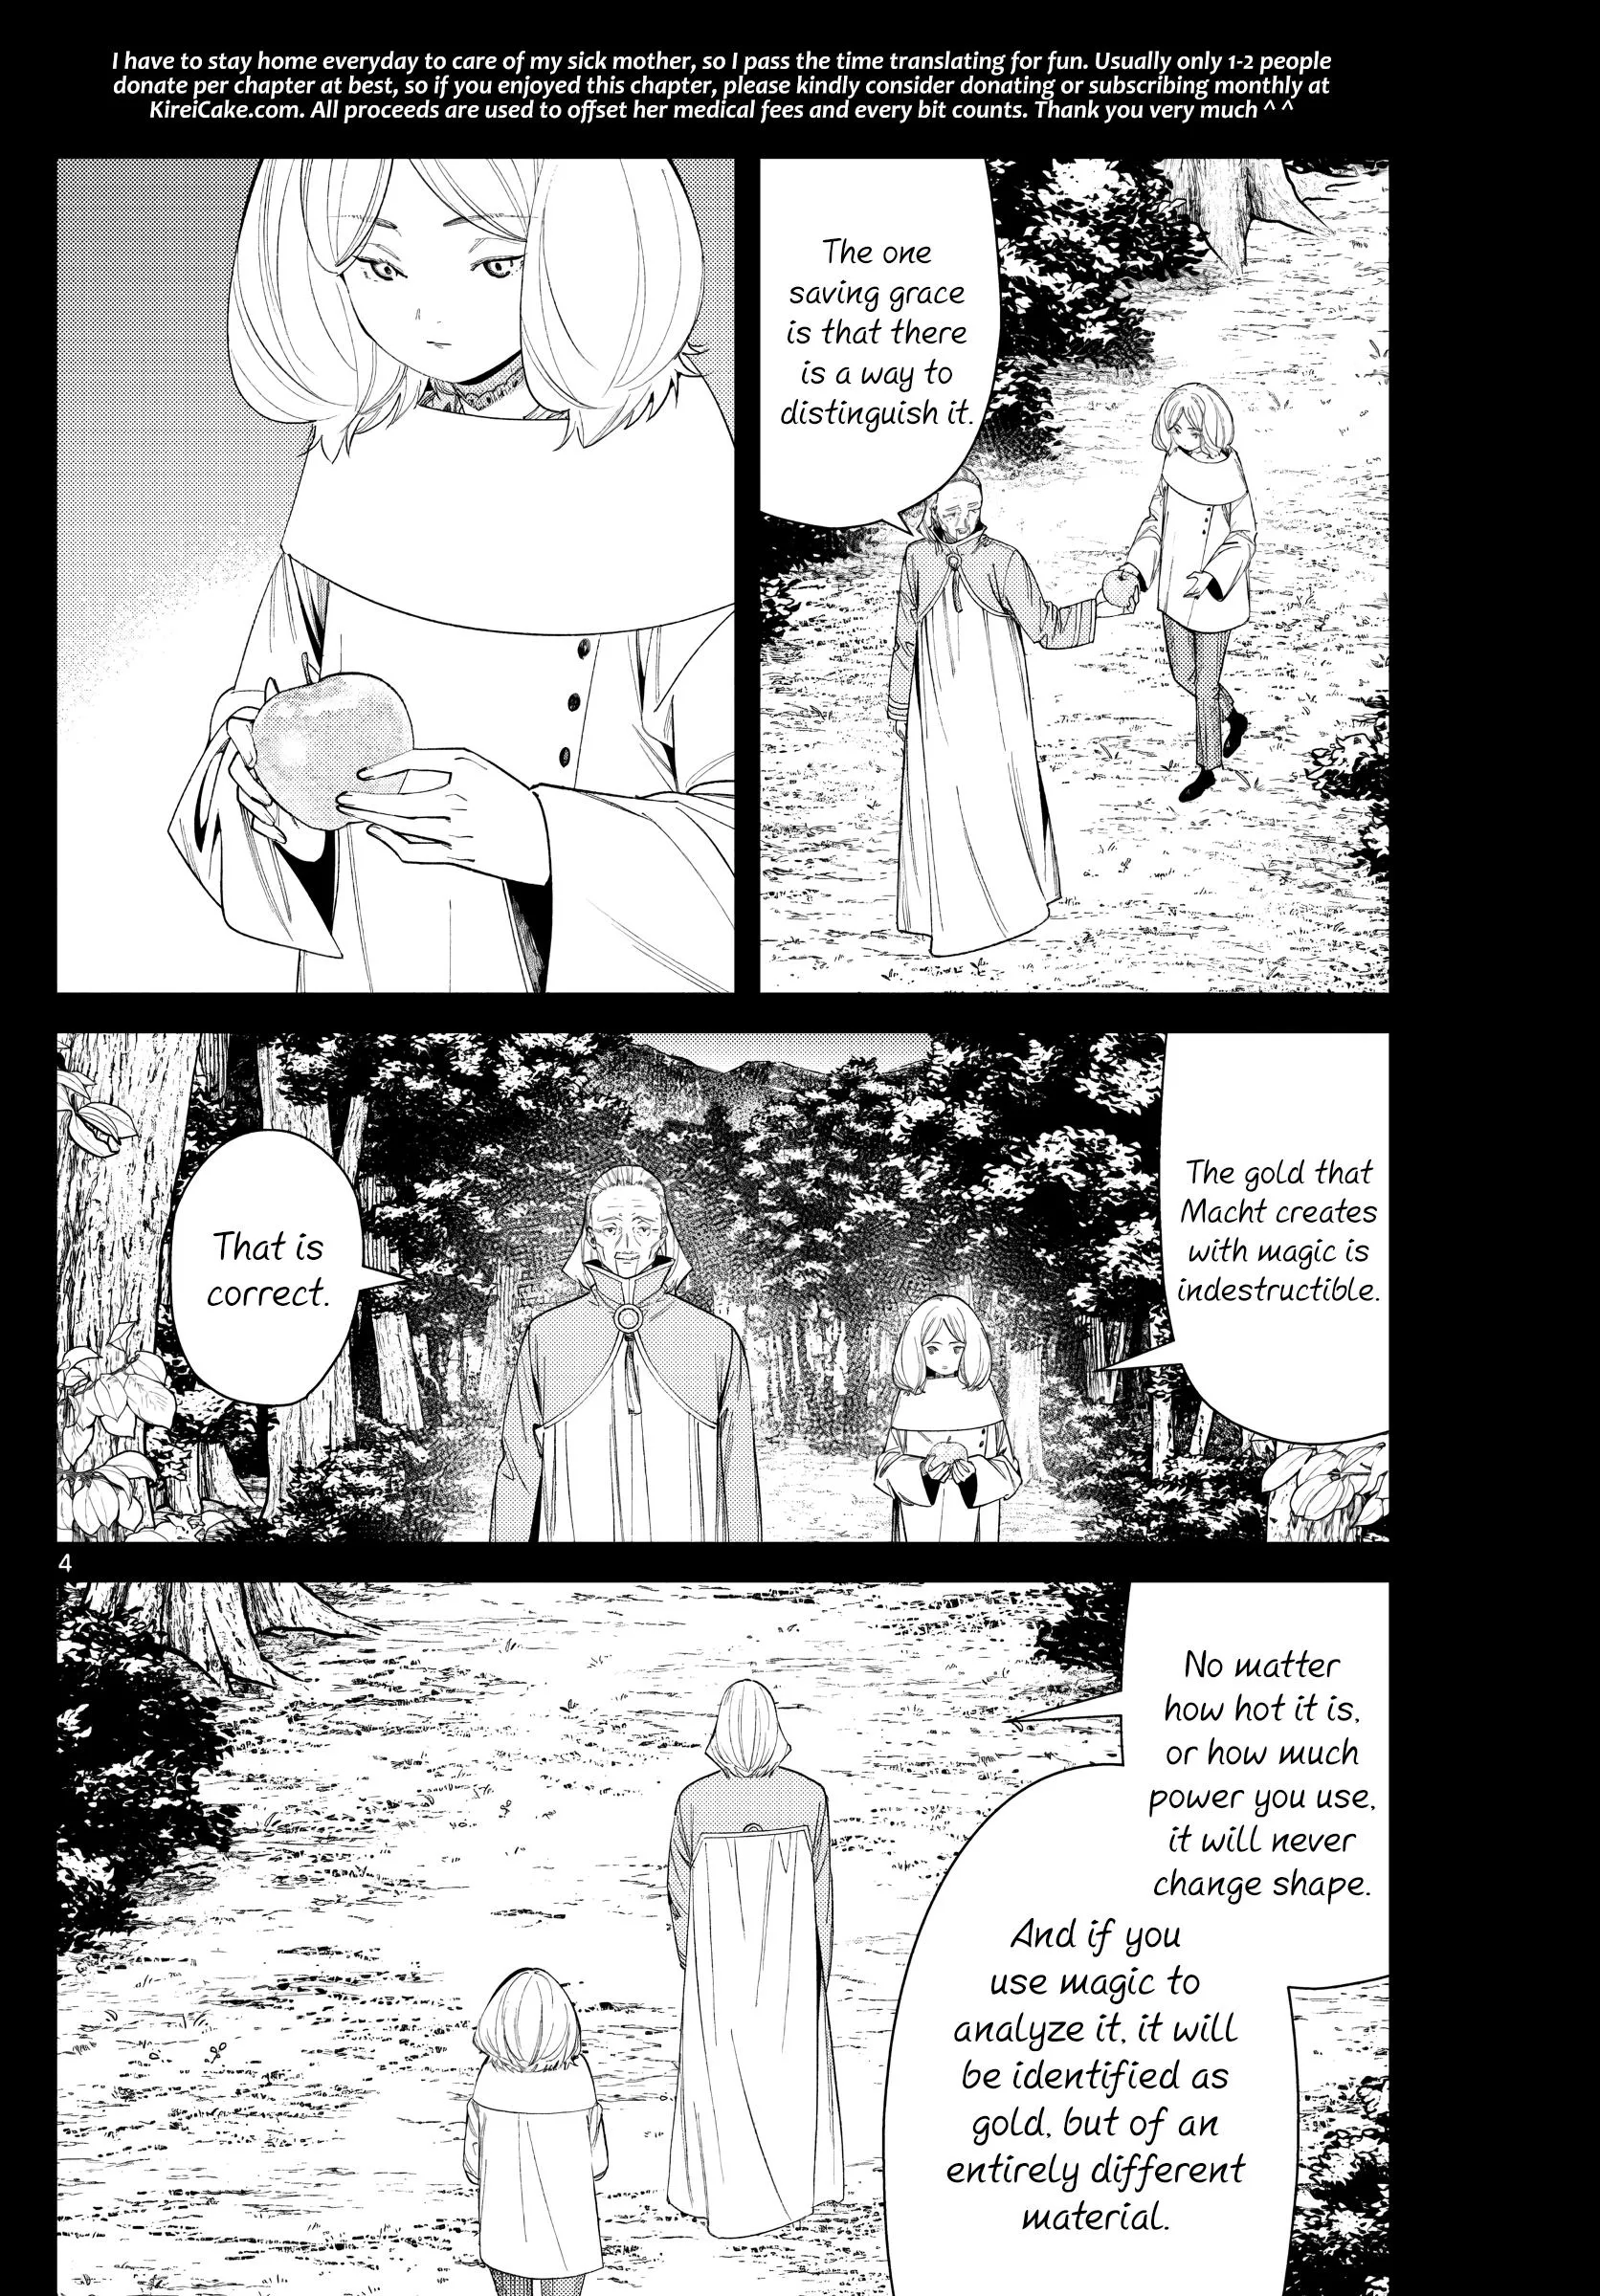 I have to stay home everyday to care of my sick mother, so I pass the time translating for fun. Usually only 1-2 people
donate per chapter at best, so if you enjoyed this chapter, please kindly consider donating or subscribing monthly at
KireiCake.com. All proceeds are used to offset her medical fees and every bit counts. Thank you very much ^ ^
The one
saving grace
is that there
is a way to
distinguish it.
The gold that
Macht creates
with magic is
indestructible.
That is
correct.
4
No matter
how hot it is,
or how much
power you use,
it will never
change shape.
And if you
use magic to
analyze it, it will
be identified as
gold, but of an
entirely different
material.